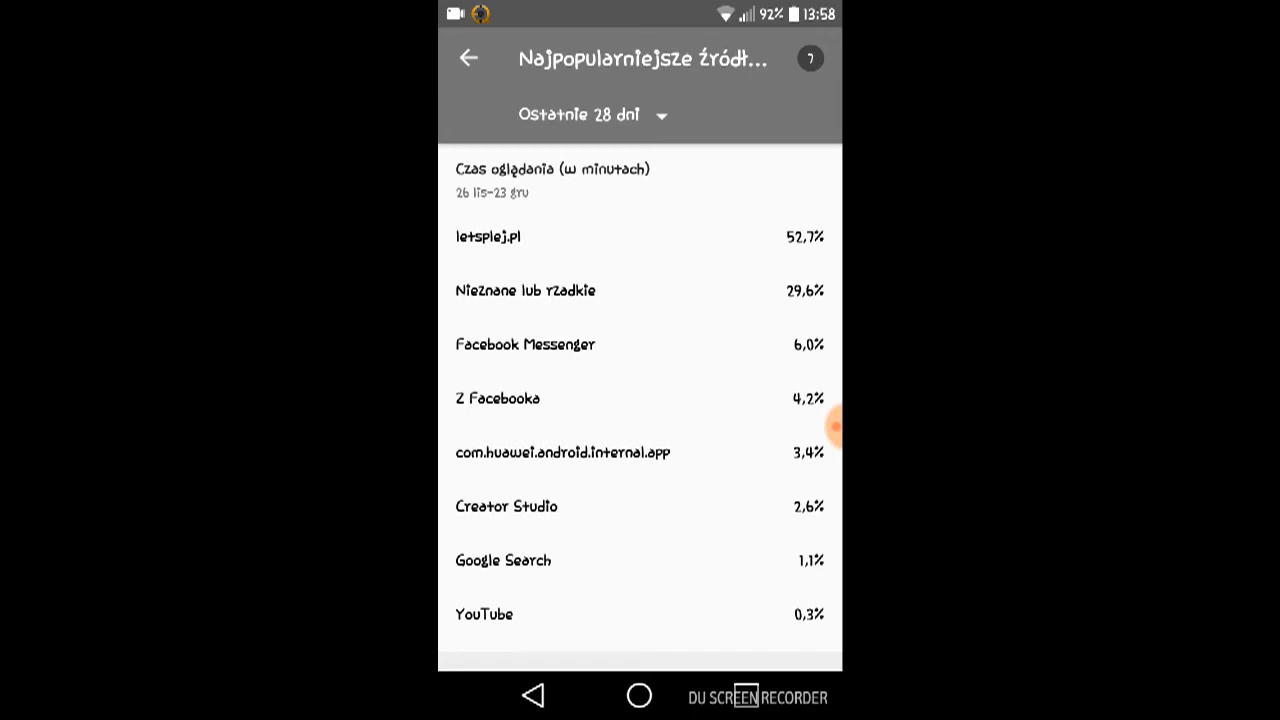 92% 13:58
Najpopularniejsze źródł... 7
Ostatnie 28 dni
Czas oglądania (w minutach)
26 lis–23 gru
letsplej.pl 52,7%
Nieznane lub rzadkie 29,6%
Facebook Messenger 6,0%
Z Facebooka 4,2%
com.huawei.android.internal.app 3,4%
Creator Studio 2,6%
Google Search 1,1%
YouTube 0,3%
DU SCREEN RECORDER